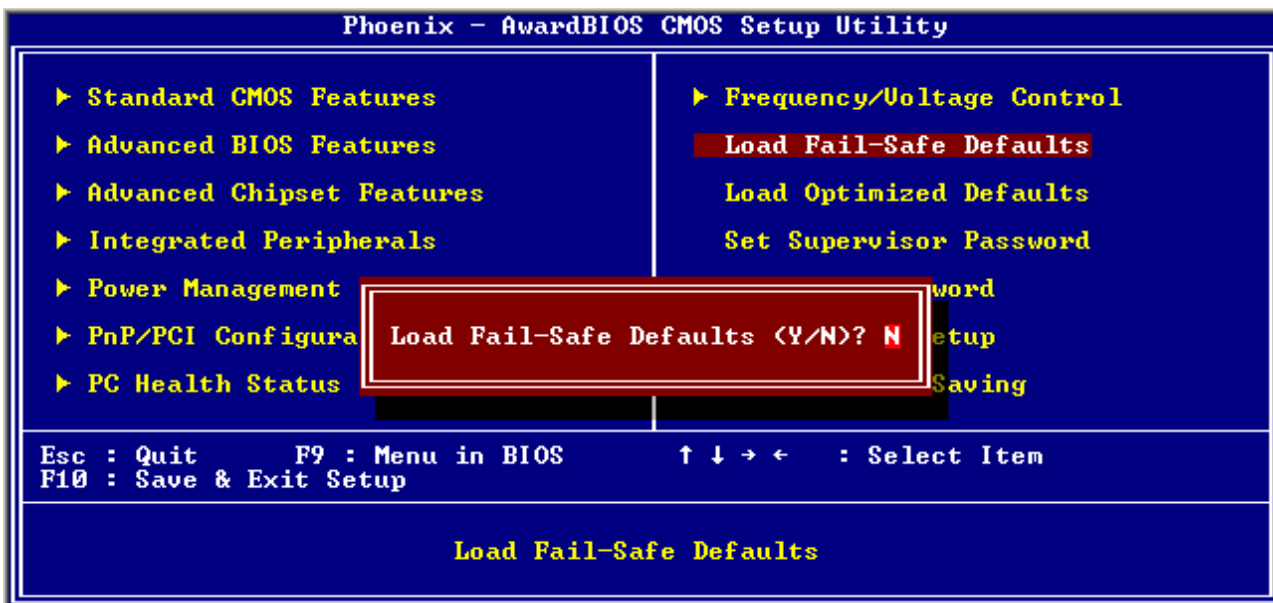 Phoenix - AwardBIOS CMOS Setup Utility
► Standard CMOS Features
► Advanced BIOS Features
► Advanced Chipset Features
► Integrated Peripherals
► Power Management
► PnP/PCI Configura
► PC Health Status
► Frequency/Voltage Control
Load Fail-Safe Defaults
Load Optimized Defaults
Set Supervisor Password
word
etup
Saving
Load Fail-Safe Defaults (Y/N)? N
Esc : Quit F9 : Menu in BIOS ↑ ↓ → ← : Select Item
F10 : Save & Exit Setup
Load Fail-Safe Defaults